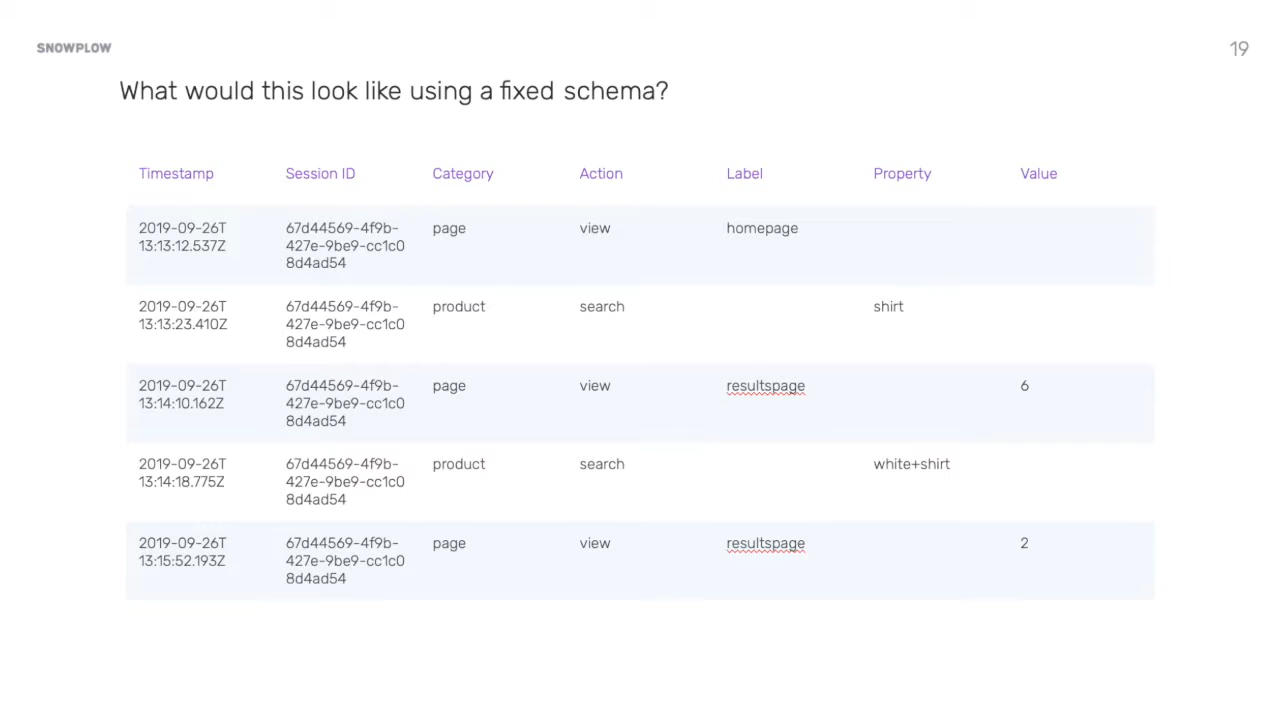 SNOWPLOW
19
What would this look like using a fixed schema?
Timestamp Session ID Category Action Label Property Value
2019-09-26T 67d44569-4f9b- page view homepage
13:13:12.537Z 427e-9be9-cc1c0
8d4ad54
2019-09-26T 67d44569-4f9b- product search shirt
13:13:23.410Z 427e-9be9-cc1c0
8d4ad54
2019-09-26T 67d44569-4f9b- page view resultspage 6
13:14:10.162Z 427e-9be9-cc1c0
8d4ad54
2019-09-26T 67d44569-4f9b- product search white+shirt
13:14:18.775Z 427e-9be9-cc1c0
8d4ad54
2019-09-26T 67d44569-4f9b- page view resultspage 2
13:15:52.193Z 427e-9be9-cc1c0
8d4ad54